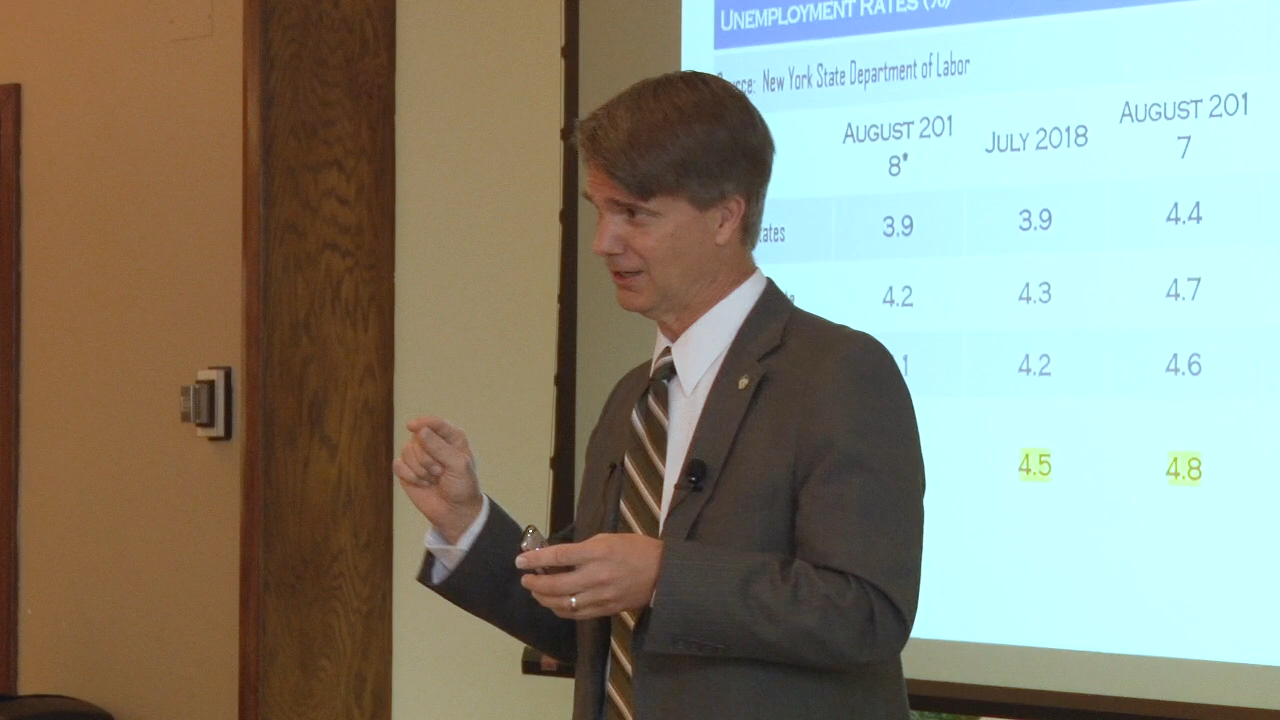 UNEMPLOYMENT RATES (%)
New York State Department of Labor
AUGUST 201
8* JULY 2018 AUGUST 201
7
3.9 3.9 4.4
4.2 4.3 4.7
4.2 4.6
4.5 4.8